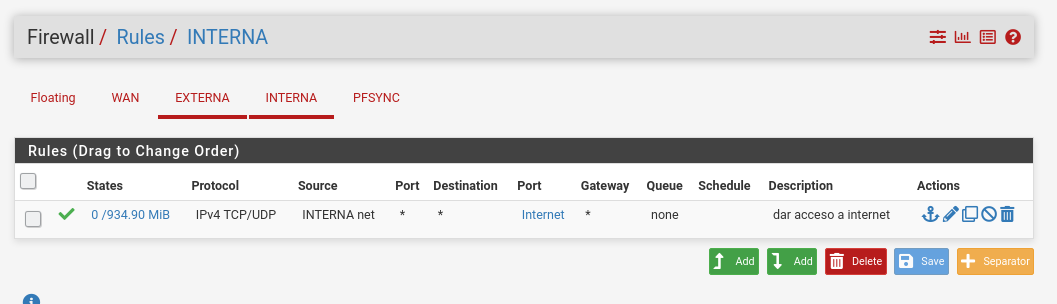 Firewall / Rules / INTERNA
Floating WAN EXTERNA INTERNA PFSYNC
Rules (Drag to Change Order)
States Protocol Source Port Destination Port Gateway Queue Schedule Description Actions
0 /934.90 MiB IPv4 TCP/UDP INTERNA net * * Internet * none dar acceso a internet
Add Add Delete Save Separator